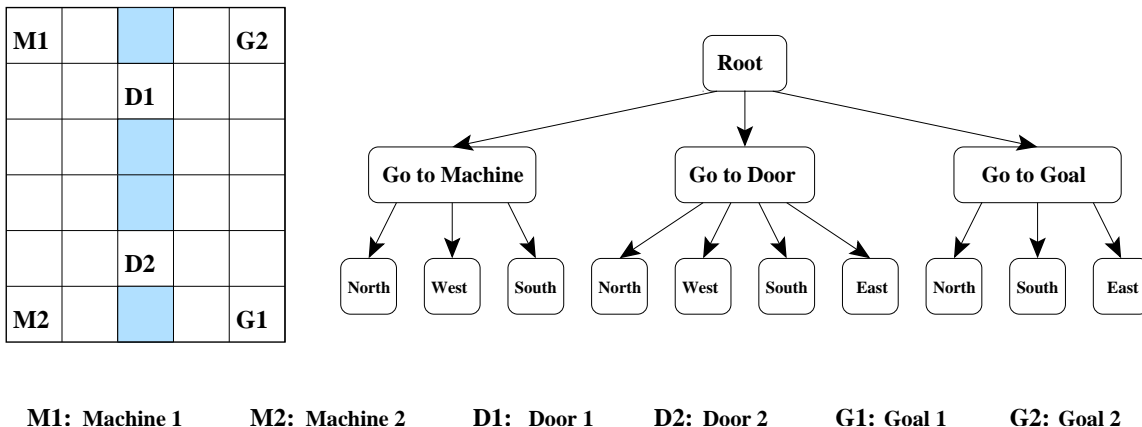 M1 G2
D1
D2
M2 G1
Root
Go to Machine Go to Door Go to Goal
North West South North West South East North South East
M1: Machine 1 M2: Machine 2 D1: Door 1 D2: Door 2 G1: Goal 1 G2: Goal 2